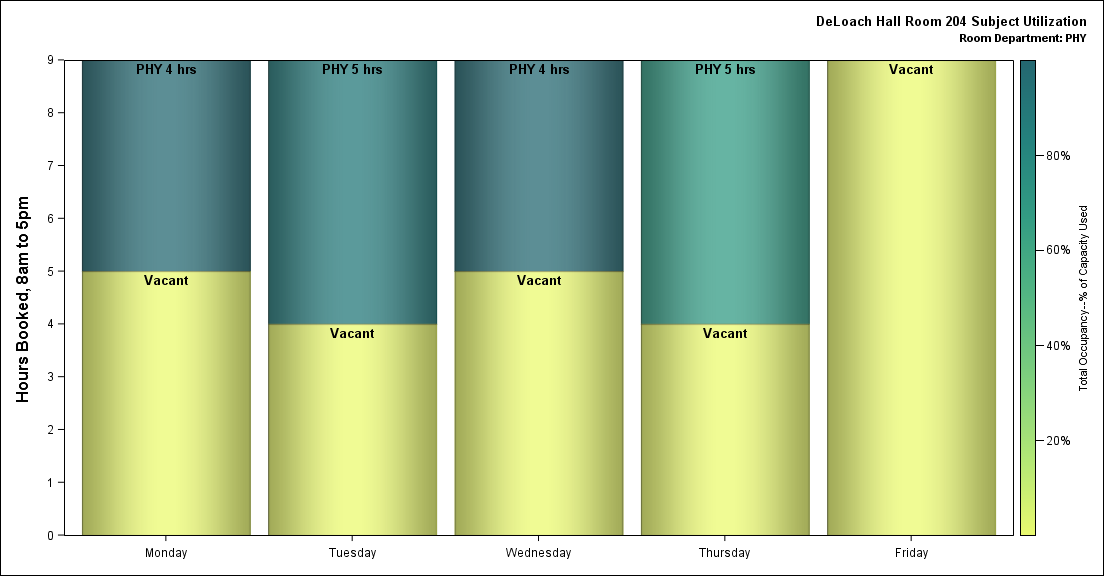 DeLoach Hall Room 204 Subject Utilization
Room Department: PHY
Hours Booked, 8am to 5pm
9
8
7
6
5
4
3
2
1
0
PHY 4 hrs
Vacant
PHY 5 hrs
Vacant
PHY 4 hrs
Vacant
PHY 5 hrs
Vacant
Vacant
Monday
Tuesday
Wednesday
Thursday
Friday
80%
60%
40%
20%
Total Occupancy--% of Capacity Used